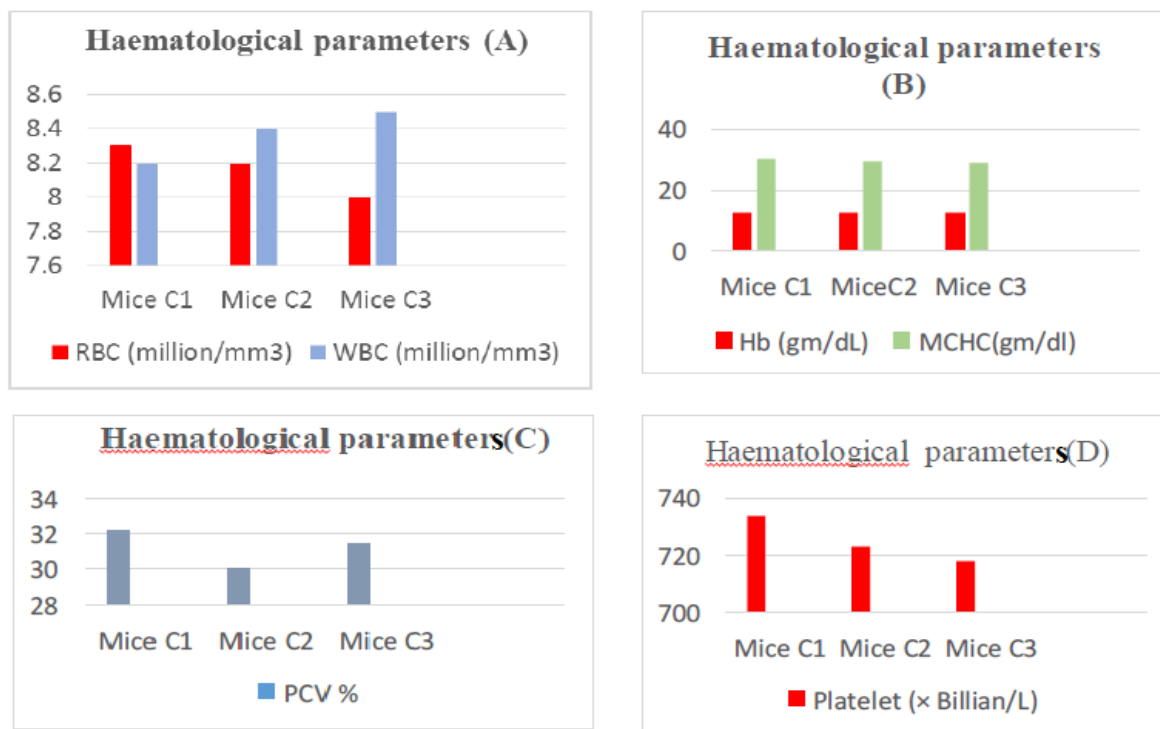 Haematological parameters (A)
8.6
8.4
8.2
8
7.8
7.6
Mice C1 Mice C2 Mice C3
RBC (million/mm3) WBC (million/mm3)
Haematological parameters
(B)
40
20
0
Mice C1 MiceC2 Mice C3
Hb (gm/dL) MCHC(gm/dl)
Haematological parameters(C)
34
32
30
28
Mice C1 Mice C2 Mice C3
PCV %
Haematological parameters(D)
740
720
700
Mice C1 Mice C2 Mice C3
Platelet (× Billian/L)